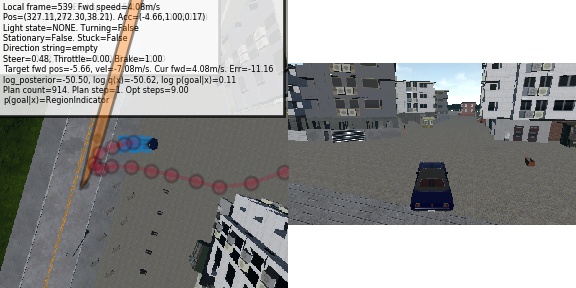 Local frame=539. Fwd speed=4.08m/s
Pos=(327.11,272.30,38.21). Acc=(-4.66,1.00,0.17)
Light state=NONE. Turning=False
Stationary=False. Stuck=False
Direction string=empty
Steer=0.48, Throttle=0.00, Brake=1.00
Target fwd pos=-5.66, vel=-7.08m/s. Cur fwd=4.08m/s. Err=-11.16
log_posterior=-50.50, log q(x)=-50.62, log p(goal|x)=0.11
Plan count=914. Plan step=1. Opt steps=9.00
p(goal|x)=RegionIndicator